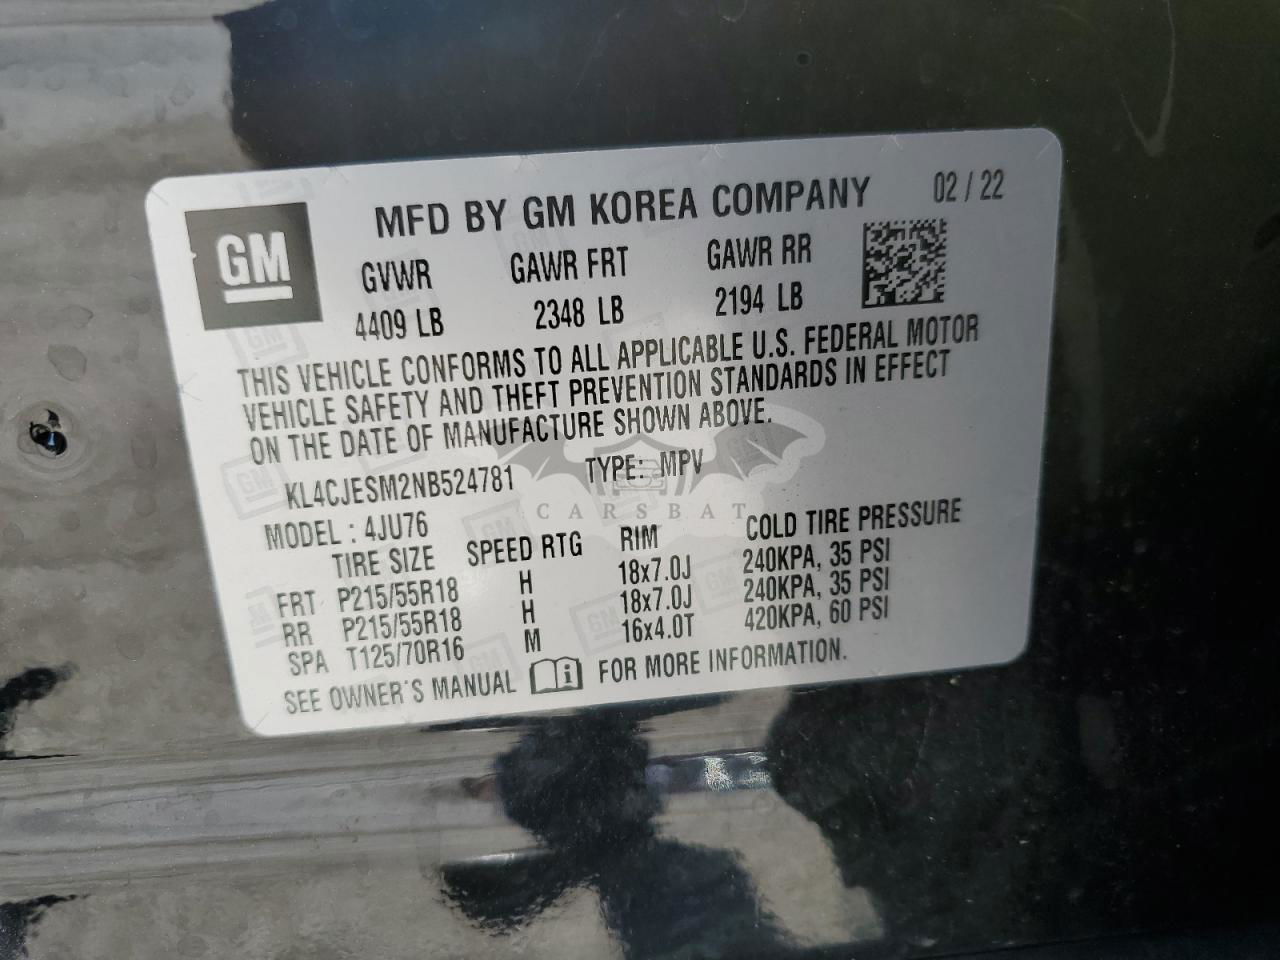 MFD BY GM KOREA COMPANY 02 / 22
GM
GVWR GAWR FRT GAWR RR
4409 LB 2348 LB 2194 LB
THIS VEHICLE CONFORMS TO ALL APPLICABLE U.S. FEDERAL MOTOR
VEHICLE SAFETY AND THEFT PREVENTION STANDARDS IN EFFECT
ON THE DATE OF MANUFACTURE SHOWN ABOVE.
KL4CJESM2NB524781 TYPE: MPV
CARSBAT
MODEL : 4JU76
TIRE SIZE SPEED RTG RIM COLD TIRE PRESSURE
FRT P215/55R18 H 18x7.0J 240KPA, 35 PSI
RR P215/55R18 H 18x7.0J 240KPA, 35 PSI
SPA T125/70R16 M 16x4.0T 420KPA, 60 PSI
SEE OWNER'S MANUAL i FOR MORE INFORMATION.